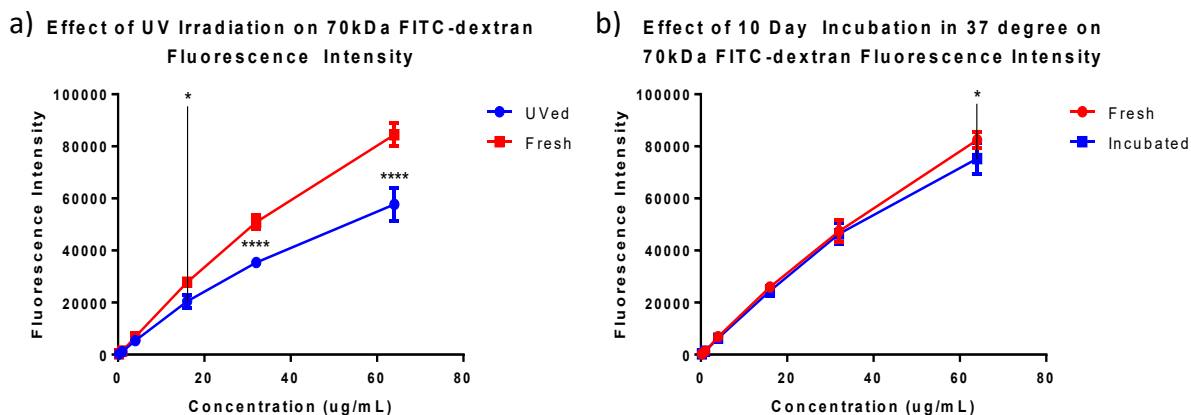 a) Effect of UV Irradiation on 70kDa FITC-dextran
Fluorescence Intensity
Fluorescence Intensity
100000
80000
60000
40000
20000
0
*
****
****
UVed
Fresh
0 20 40 60 80
Concentration (ug/mL)
b) Effect of 10 Day Incubation in 37 degree on
70kDa FITC-dextran Fluorescence Intensity
Fluorescence Intensity
100000
80000
60000
40000
20000
0
*
Fresh
Incubated
0 20 40 60 80
Concentration (ug/mL)